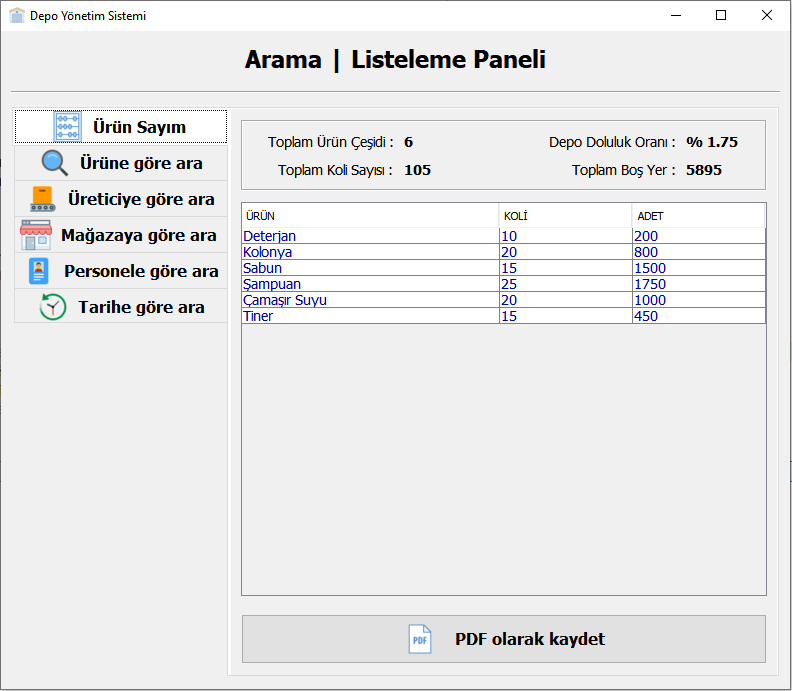 Depo Yönetim Sistemi
Arama | Listeleme Paneli
Ürün Sayım
Ürüne göre ara
Üreticiye göre ara
Mağazaya göre ara
Personele göre ara
Tarihe göre ara
Toplam Ürün Çeşidi : 6 Depo Doluluk Oranı : % 1.75
Toplam Koli Sayısı : 105 Toplam Boş Yer : 5895
ÜRÜN KOLİ ADET
Deterjan 10 200
Kolonya 20 800
Sabun 15 1500
Şampuan 25 1750
Çamaşır Suyu 20 1000
Tiner 15 450
PDF PDF olarak kaydet